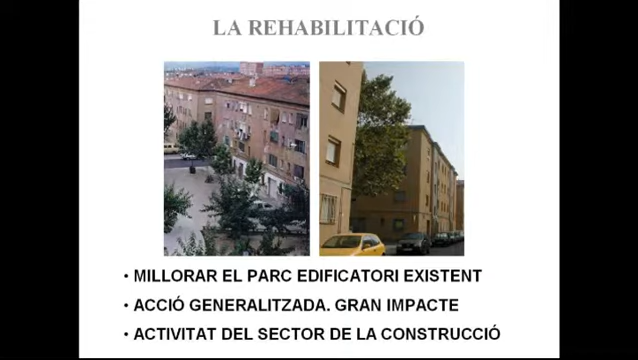 LA REHABILITACIÓ
• MILLORAR EL PARC EDIFICATORI EXISTENT
• ACCIÓ GENERALITZADA. GRAN IMPACTE
• ACTIVITAT DEL SECTOR DE LA CONSTRUCCIÓ